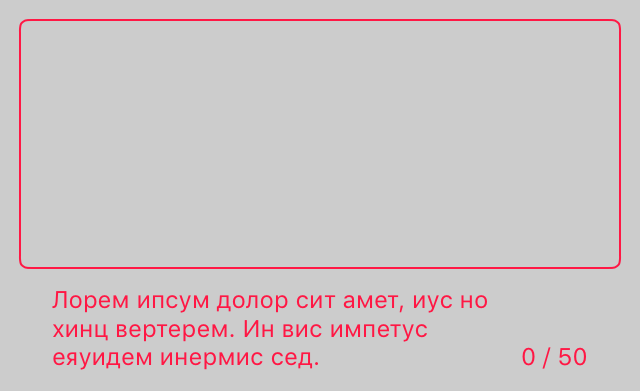 Лорем ипсум долор сит амет, иус но
хинц вертерем. Ин вис импетус
еяуидем инермис сед.
0 / 50